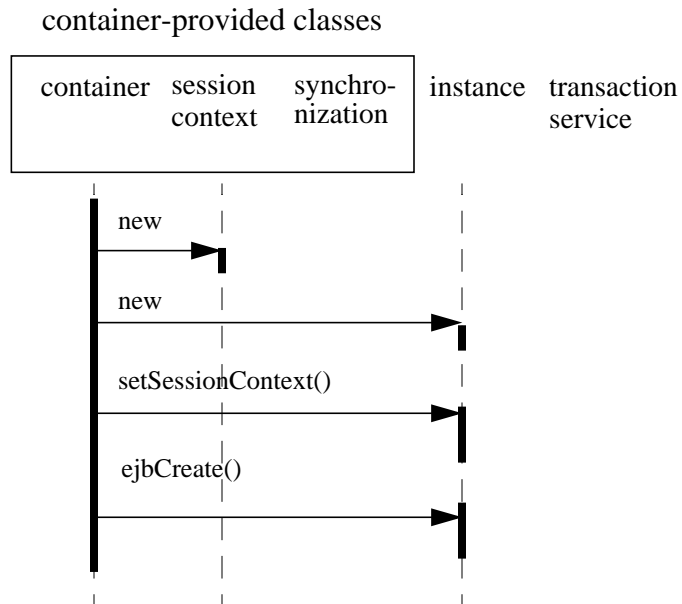 container-provided classes
container session synchro- instance transaction
context nization service
new
new
setSessionContext()
ejbCreate()